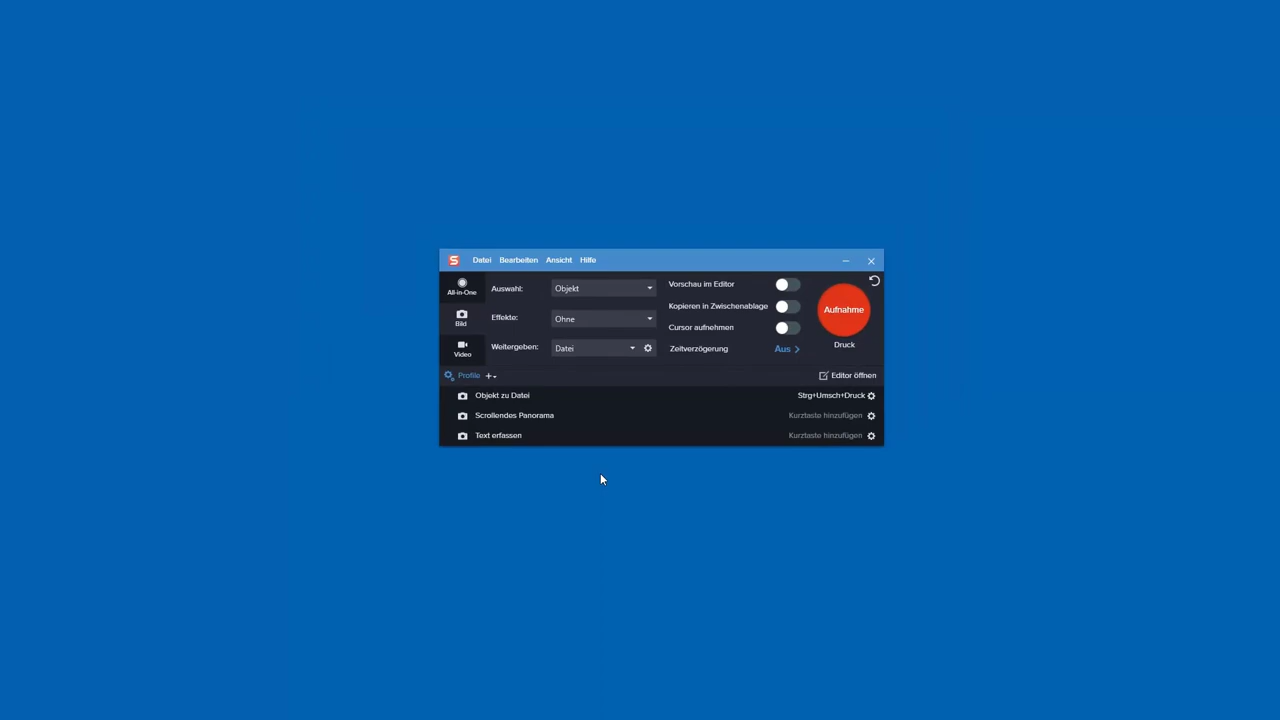 S Datei Bearbeiten Ansicht Hilfe
All-in-One
Bild
Video
Auswahl: Objekt
Effekte: Ohne
Weitergeben: Datei
Vorschau im Editor
Kopieren in Zwischenablage
Cursor aufnehmen
Zeitverzögerung Aus
Aufnahme
Druck
Profile Editor öffnen
Objekt zu Datei Strg+Umsch+Druck
Scrollendes Panorama Kurztaste hinzufügen
Text erfassen Kurztaste hinzufügen